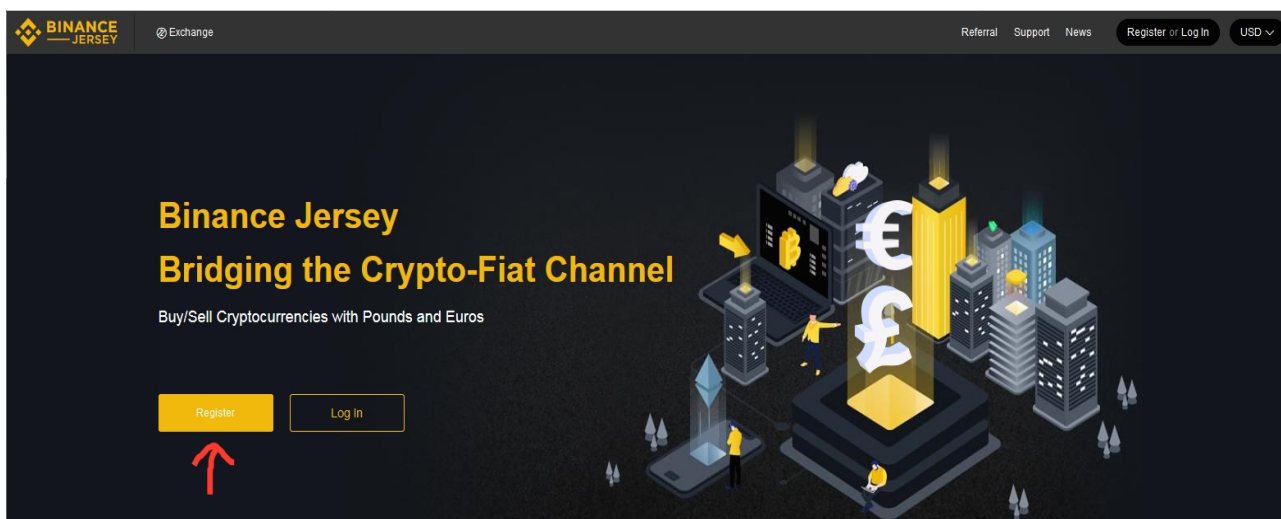 BINANCE
JERSEY
Exchange
Referral Support News Register or Log In USD
Binance Jersey
Bridging the Crypto-Fiat Channel
Buy/Sell Cryptocurrencies with Pounds and Euros
Register Log In
€
£